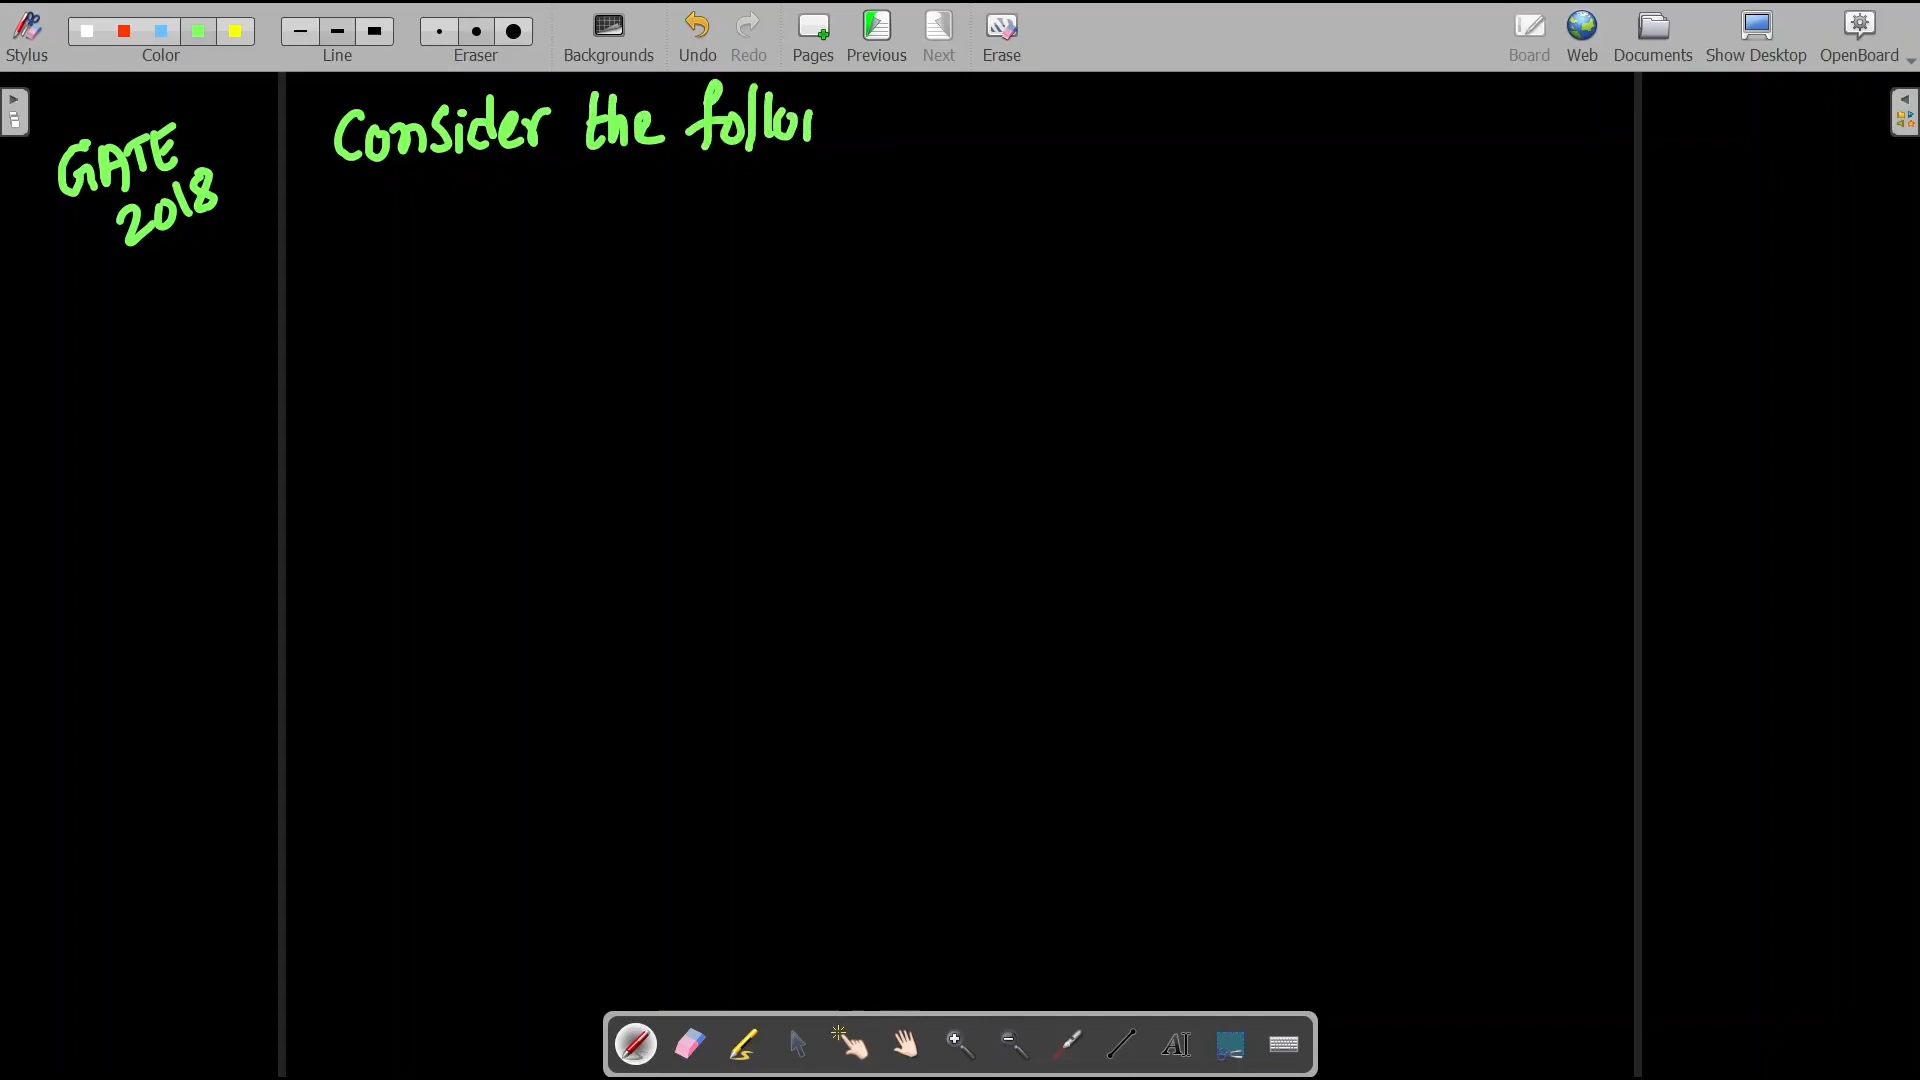 Stylus Color Line Eraser Backgrounds Undo Redo Pages Previous Next Erase Board Web Documents Show Desktop OpenBoard
Consider the follo
GATE
2018